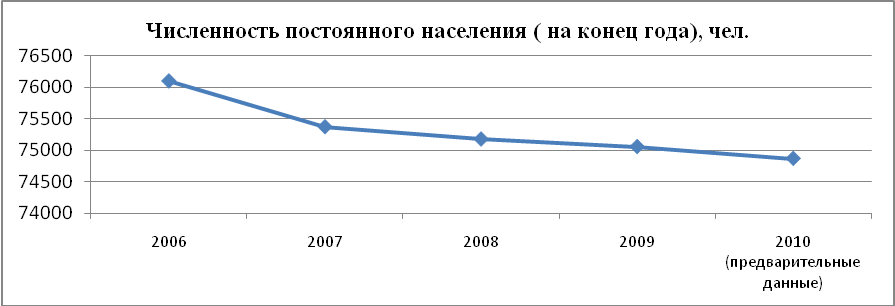 Численность постоянного населения ( на конец года), чел.
76500
76000
75500
75000
74500
74000
2006 2007 2008 2009 2010
(предварительные
данные)